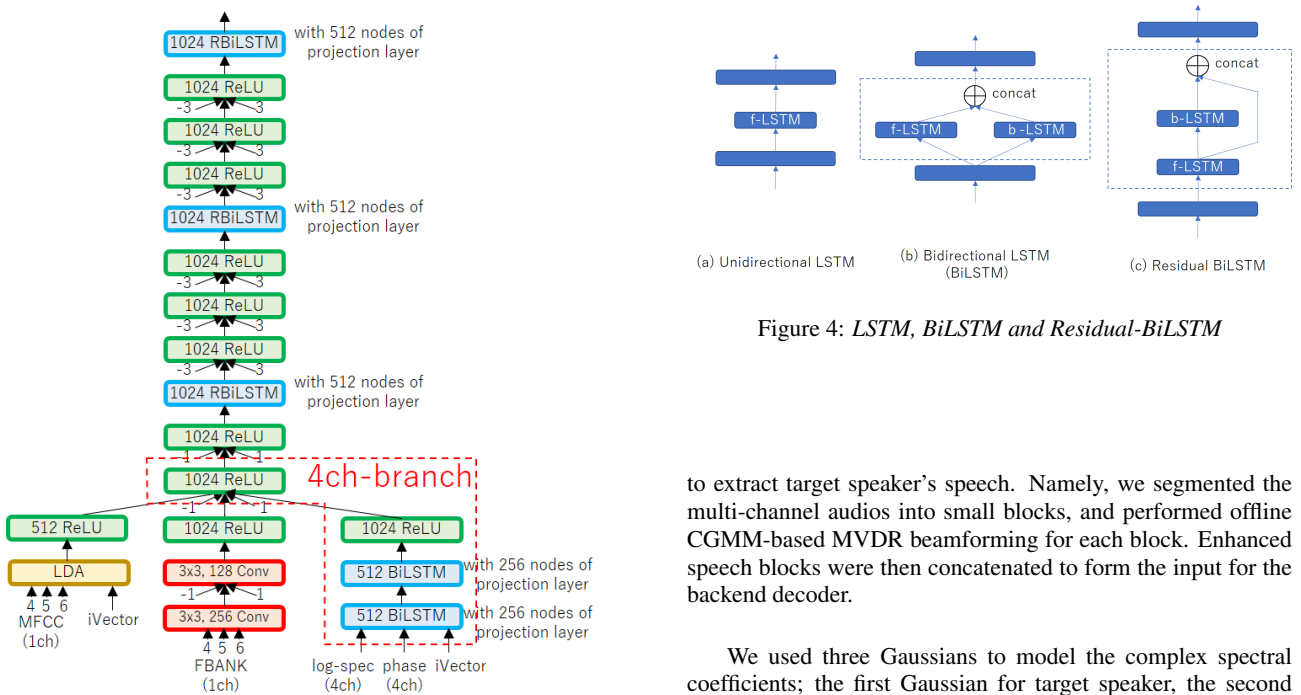 1024 RBiLSTM
with 512 nodes of
projection layer
1024 ReLU
-3 3
1024 ReLU
-3 3
1024 ReLU
-3 3
1024 RBiLSTM
with 512 nodes of
projection layer
1024 ReLU
-3 3
1024 ReLU
-3 3
1024 ReLU
-3 3
1024 RBiLSTM
with 512 nodes of
projection layer
1024 ReLU
-1 1
1024 ReLU
4ch-branch
-1 1
512 ReLU
1024 ReLU
1024 ReLU
LDA
3x3, 128 Conv
512 BiLSTM
with 256 nodes of
projection layer
4 5 6
MFCC
(1ch)
iVector
-1 1
3x3, 256 Conv
512 BiLSTM
with 256 nodes of
projection layer
4 5 6
FBANK
(1ch)
log-spec
(4ch)
phase
(4ch)
iVector
f-LSTM
(a) Unidirectional LSTM
concat
f-LSTM
b-LSTM
(b) Bidirectional LSTM
(BiLSTM)
concat
b-LSTM
f-LSTM
(c) Residual BiLSTM
Figure 4: LSTM, BiLSTM and Residual-BiLSTM
to extract target speaker's speech. Namely, we segmented the
multi-channel audios into small blocks, and performed offline
CGMM-based MVDR beamforming for each block. Enhanced
speech blocks were then concatenated to form the input for the
backend decoder.
We used three Gaussians to model the complex spectral
coefficients; the first Gaussian for target speaker, the second